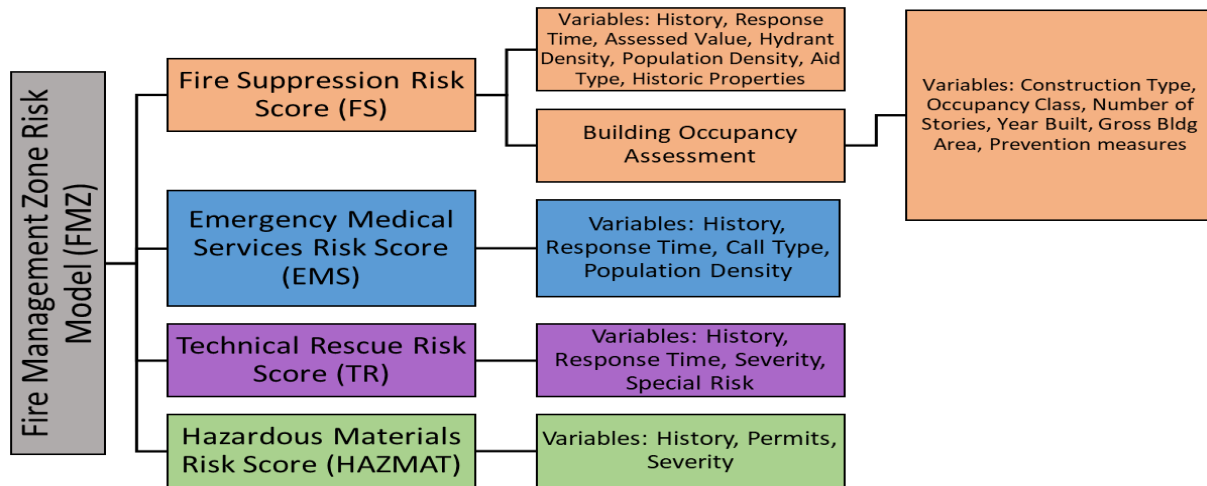 Fire Management Zone Risk
Model (FMZ)
Fire Suppression Risk
Score (FS)
Variables: History, Response
Time, Assessed Value, Hydrant
Density, Population Density, Aid
Type, Historic Properties
Building Occupancy
Assessment
Variables: Construction Type,
Occupancy Class, Number of
Stories, Year Built, Gross Bldg
Area, Prevention measures
Emergency Medical
Services Risk Score
(EMS)
Variables: History,
Response Time, Call Type,
Population Density
Technical Rescue Risk
Score (TR)
Variables: History,
Response Time, Severity,
Special Risk
Hazardous Materials
Risk Score (HAZMAT)
Variables: History, Permits,
Severity